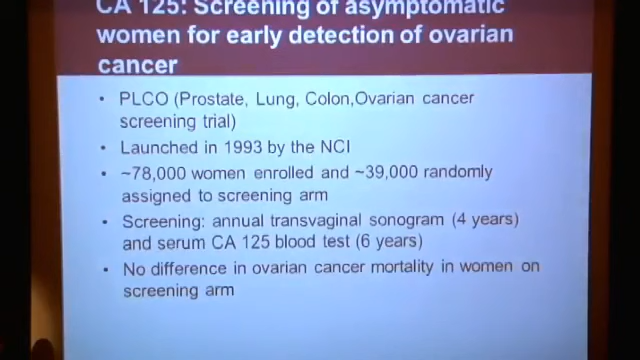 CA 125: Screening of asymptomatic
women for early detection of ovarian
cancer
• PLCO (Prostate, Lung, Colon,Ovarian cancer
screening trial)
• Launched in 1993 by the NCI
• ~78,000 women enrolled and ~39,000 randomly
assigned to screening arm
• Screening: annual transvaginal sonogram (4 years)
and serum CA 125 blood test (6 years)
• No difference in ovarian cancer mortality in women on
screening arm